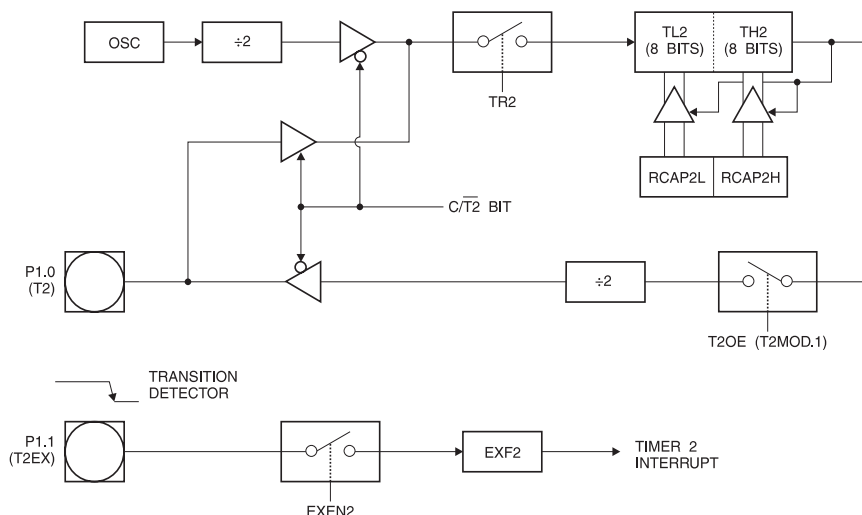 OSC
÷2
TR2
TL2
(8 BITS)
TH2
(8 BITS)
RCAP2L
RCAP2H
C/T2 BIT
P1.0
(T2)
÷2
T2OE (T2MOD.1)
TRANSITION
DETECTOR
P1.1
(T2EX)
EXF2
TIMER 2
INTERRUPT
EXEN2